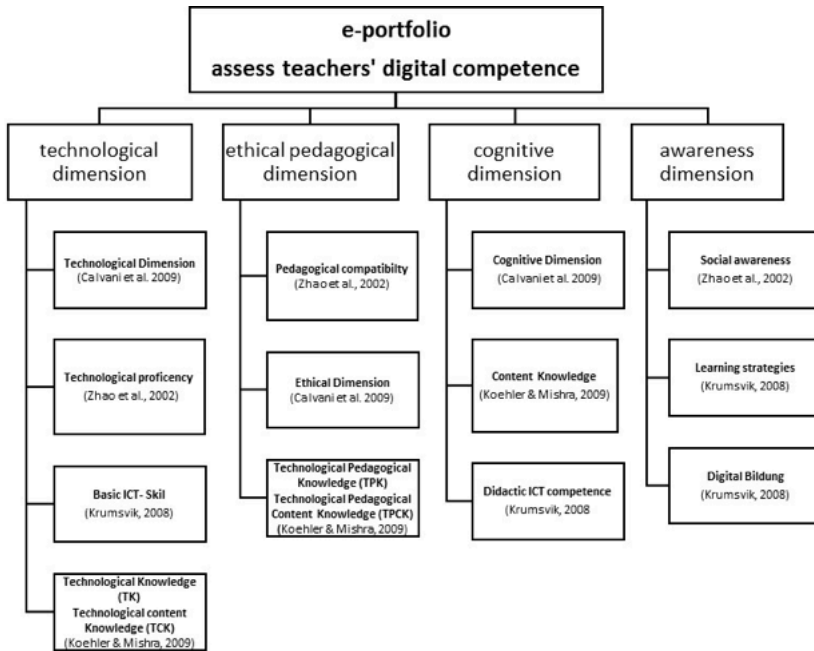 e-portfolio
assess teachers' digital competence
technological
dimension
Technological Dimension
(Calvani et al. 2009)
Technological proficency
(Zhao et al., 2002)
Basic ICT- Skil
(Krumsvik, 2008)
Technological Knowledge
(TK)
Technological content
Knowledge (TCK)
(Koehler & Mishra, 2009)
ethical pedagogical
dimension
Pedagogical compatibilty
(Zhao et al., 2002)
Ethical Dimension
(Calvani et al. 2009)
Technological Pedagogical
Knowledge (TPK)
Technological Pedagogical
Content Knowledge (TPCK)
(Koehler & Mishra, 2009)
cognitive
dimension
Cognitive Dimension
(Calvani et al. 2009)
Content Knowledge
(Koehler & Mishra, 2009)
Didactic ICT competence
(Krumsvik, 2008
awareness
dimension
Social awareness
(Zhao et al., 2002)
Learning strategies
(Krumsvik, 2008)
Digital Bildung
(Krumsvik, 2008)